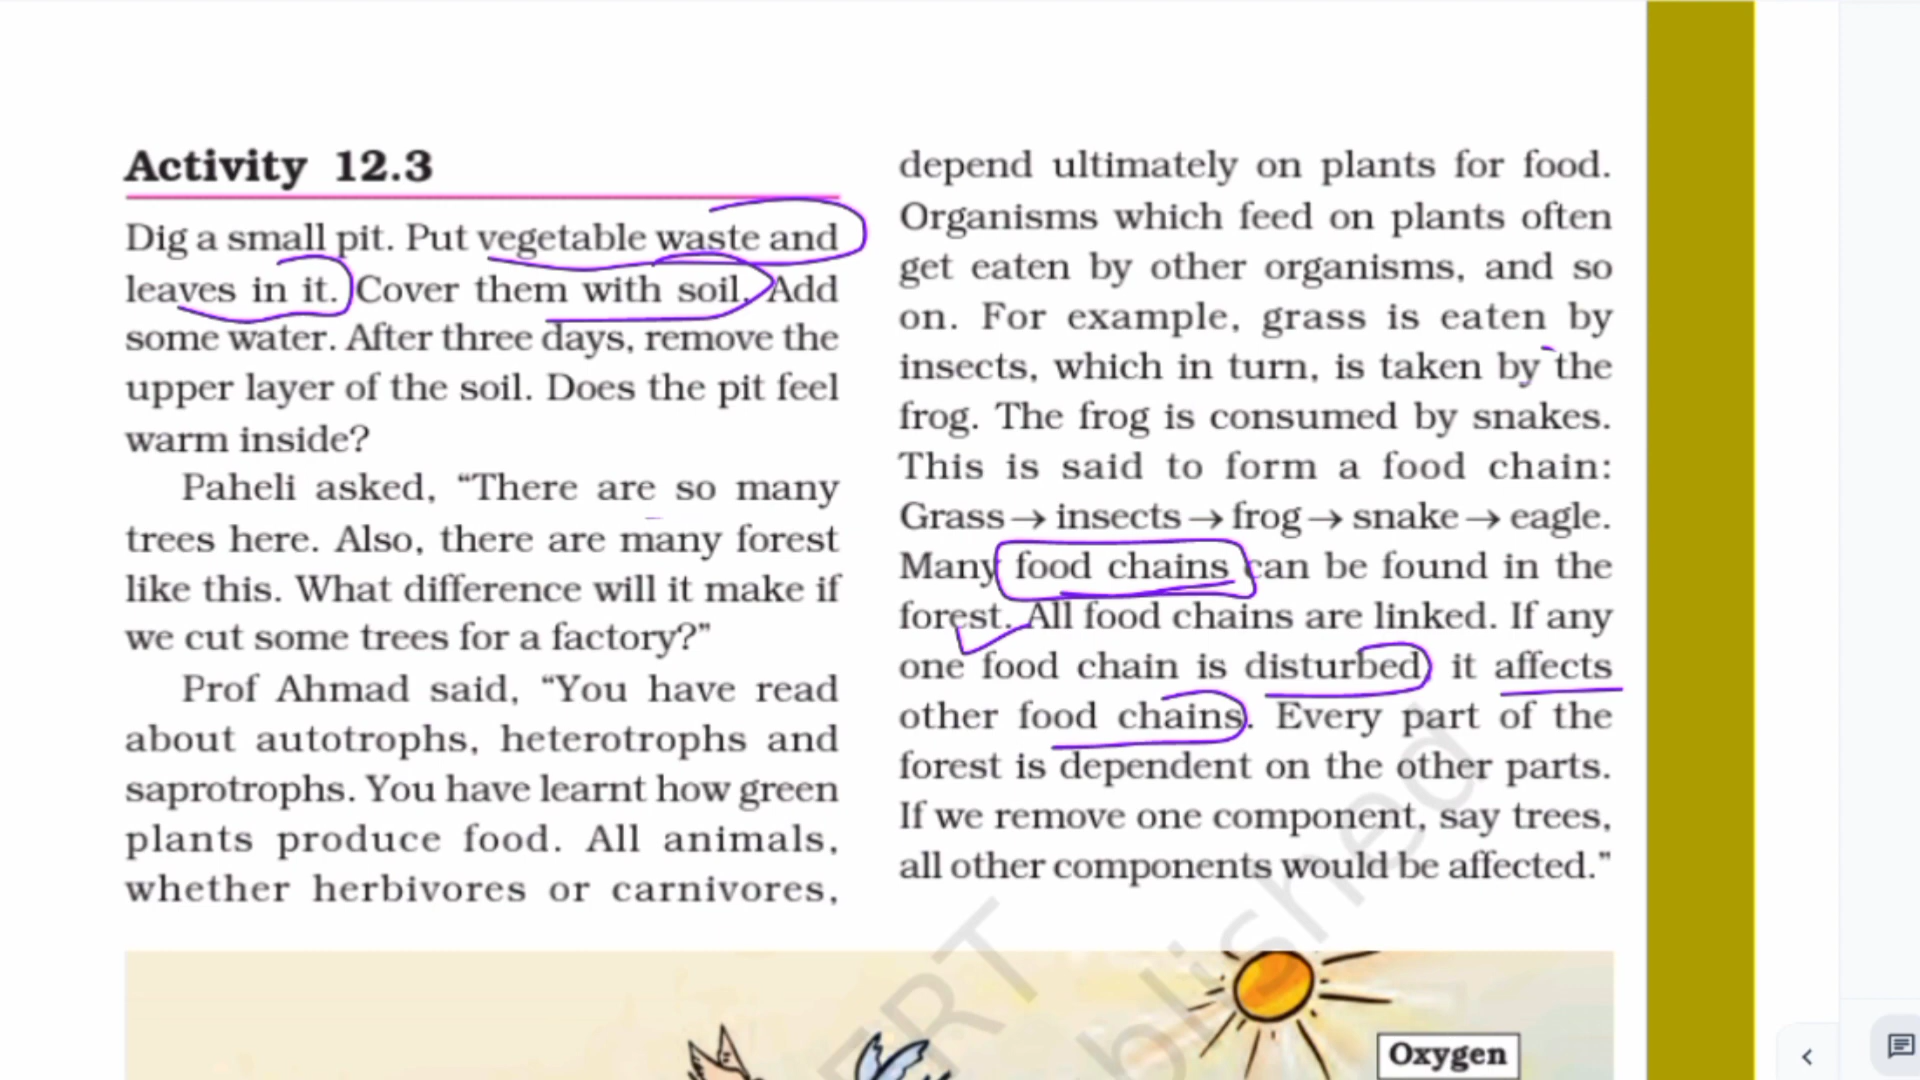 Activity 12.3
Dig a small pit. Put vegetable waste and
leaves in it. Cover them with soil. Add
some water. After three days, remove the
upper layer of the soil. Does the pit feel
warm inside?
Paheli asked, “There are so many
trees here. Also, there are many forest
like this. What difference will it make if
we cut some trees for a factory?”
Prof Ahmad said, “You have read
about autotrophs, heterotrophs and
saprotrophs. You have learnt how green
plants produce food. All animals,
whether herbivores or carnivores,
depend ultimately on plants for food.
Organisms which feed on plants often
get eaten by other organisms, and so
on. For example, grass is eaten by
insects, which in turn, is taken by the
frog. The frog is consumed by snakes.
This is said to form a food chain:
Grass→insects→frog→snake→eagle.
Many food chains can be found in the
forest. All food chains are linked. If any
one food chain is disturbed, it affects
other food chains. Every part of the
forest is dependent on the other parts.
If we remove one component, say trees,
all other components would be affected.”
Oxygen